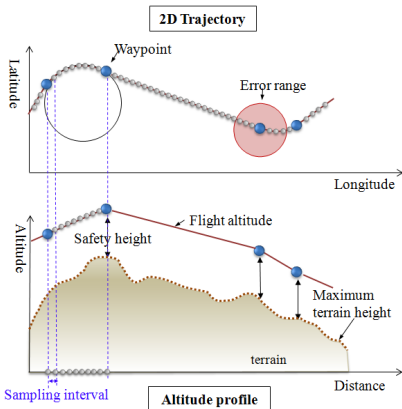 2D Trajectory
Waypoint
Latitude
Error range
Longitude
Altitude
Flight altitude
Safety height
Maximum
terrain height
terrain
Sampling interval
Distance
Altitude profile